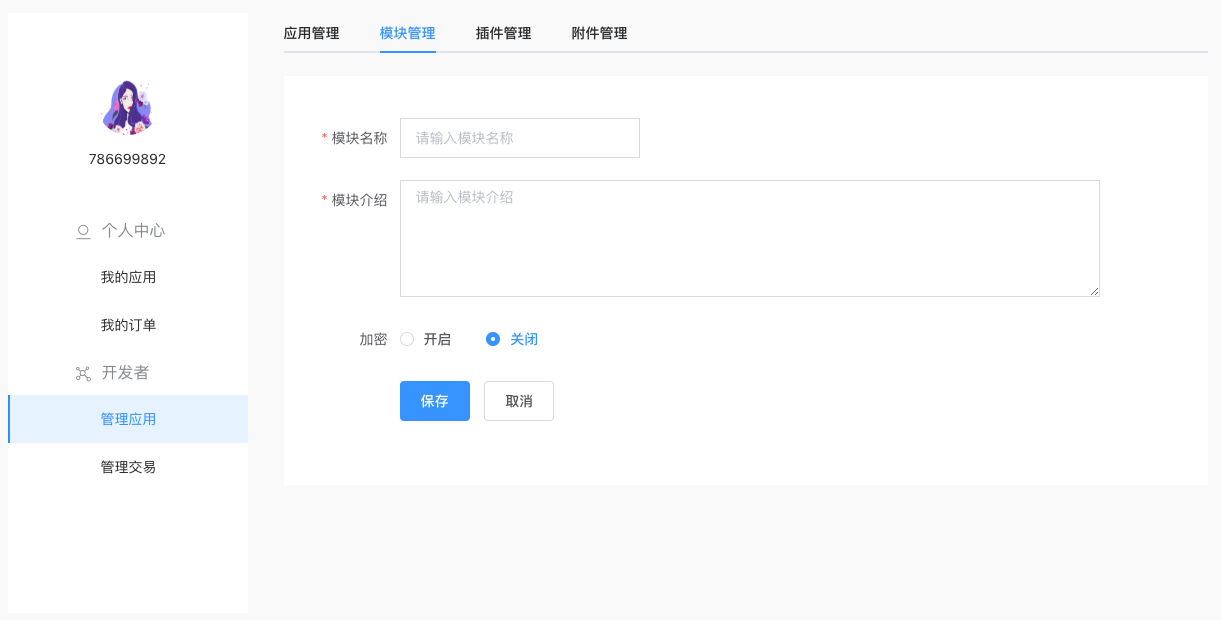 786699892
个人中心
我的应用
我的订单
开发者
管理应用
管理交易
应用管理 模块管理 插件管理 附件管理
* 模块名称 请输入模块名称
* 模块介绍 请输入模块介绍
加密 开启 关闭
保存 取消